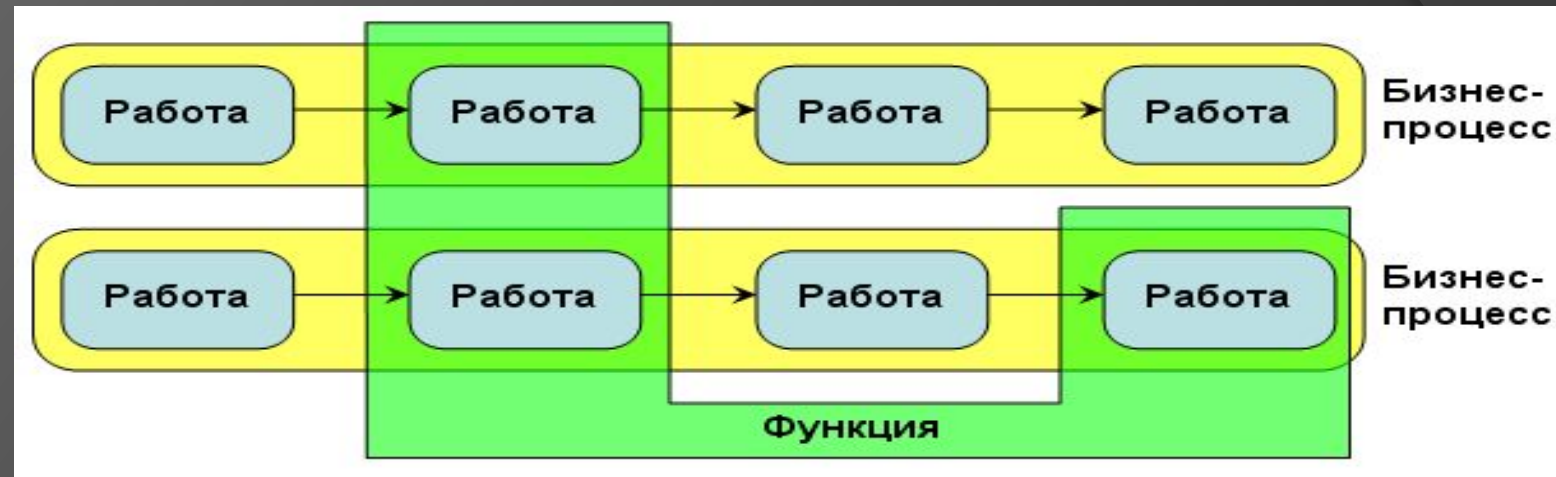 Работа Работа Работа Работа
Бизнес-
процесс
Работа Работа Работа Работа
Бизнес-
процесс
Функция